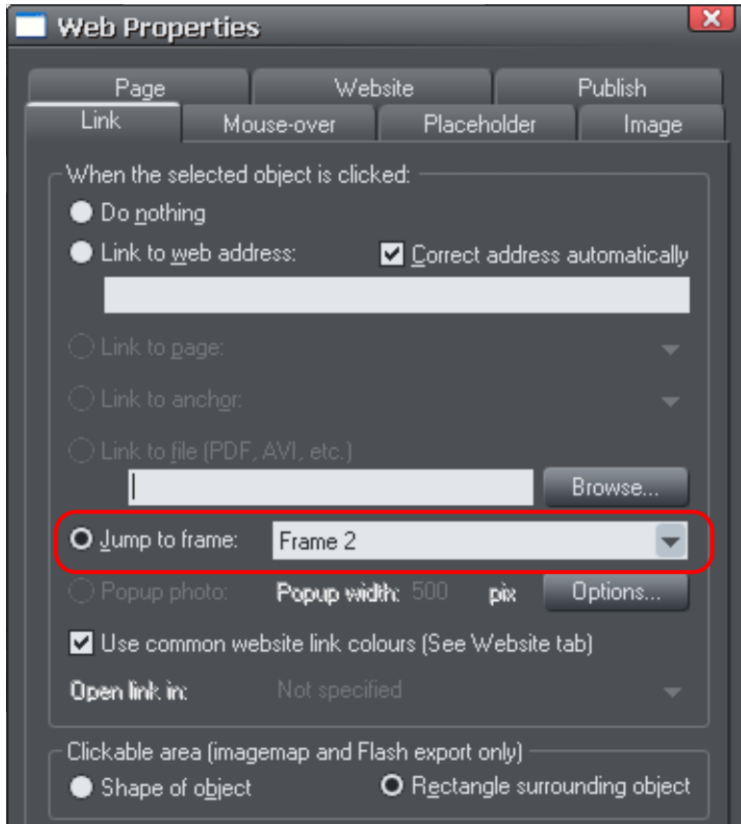 Web Properties
Page Website Publish
Link Mouse-over Placeholder Image
When the selected object is clicked:
Do nothing
Link to web address: Correct address automatically
Link to page:
Link to anchor:
Link to file (PDF, AVI, etc.)
Browse...
Jump to frame: Frame 2
Popup photo: Popup width: 500 pix Options...
Use common website link colours (See Website tab)
Open link in: Not specified
Clickable area (imagemap and Flash export only)
Shape of object Rectangle surrounding object